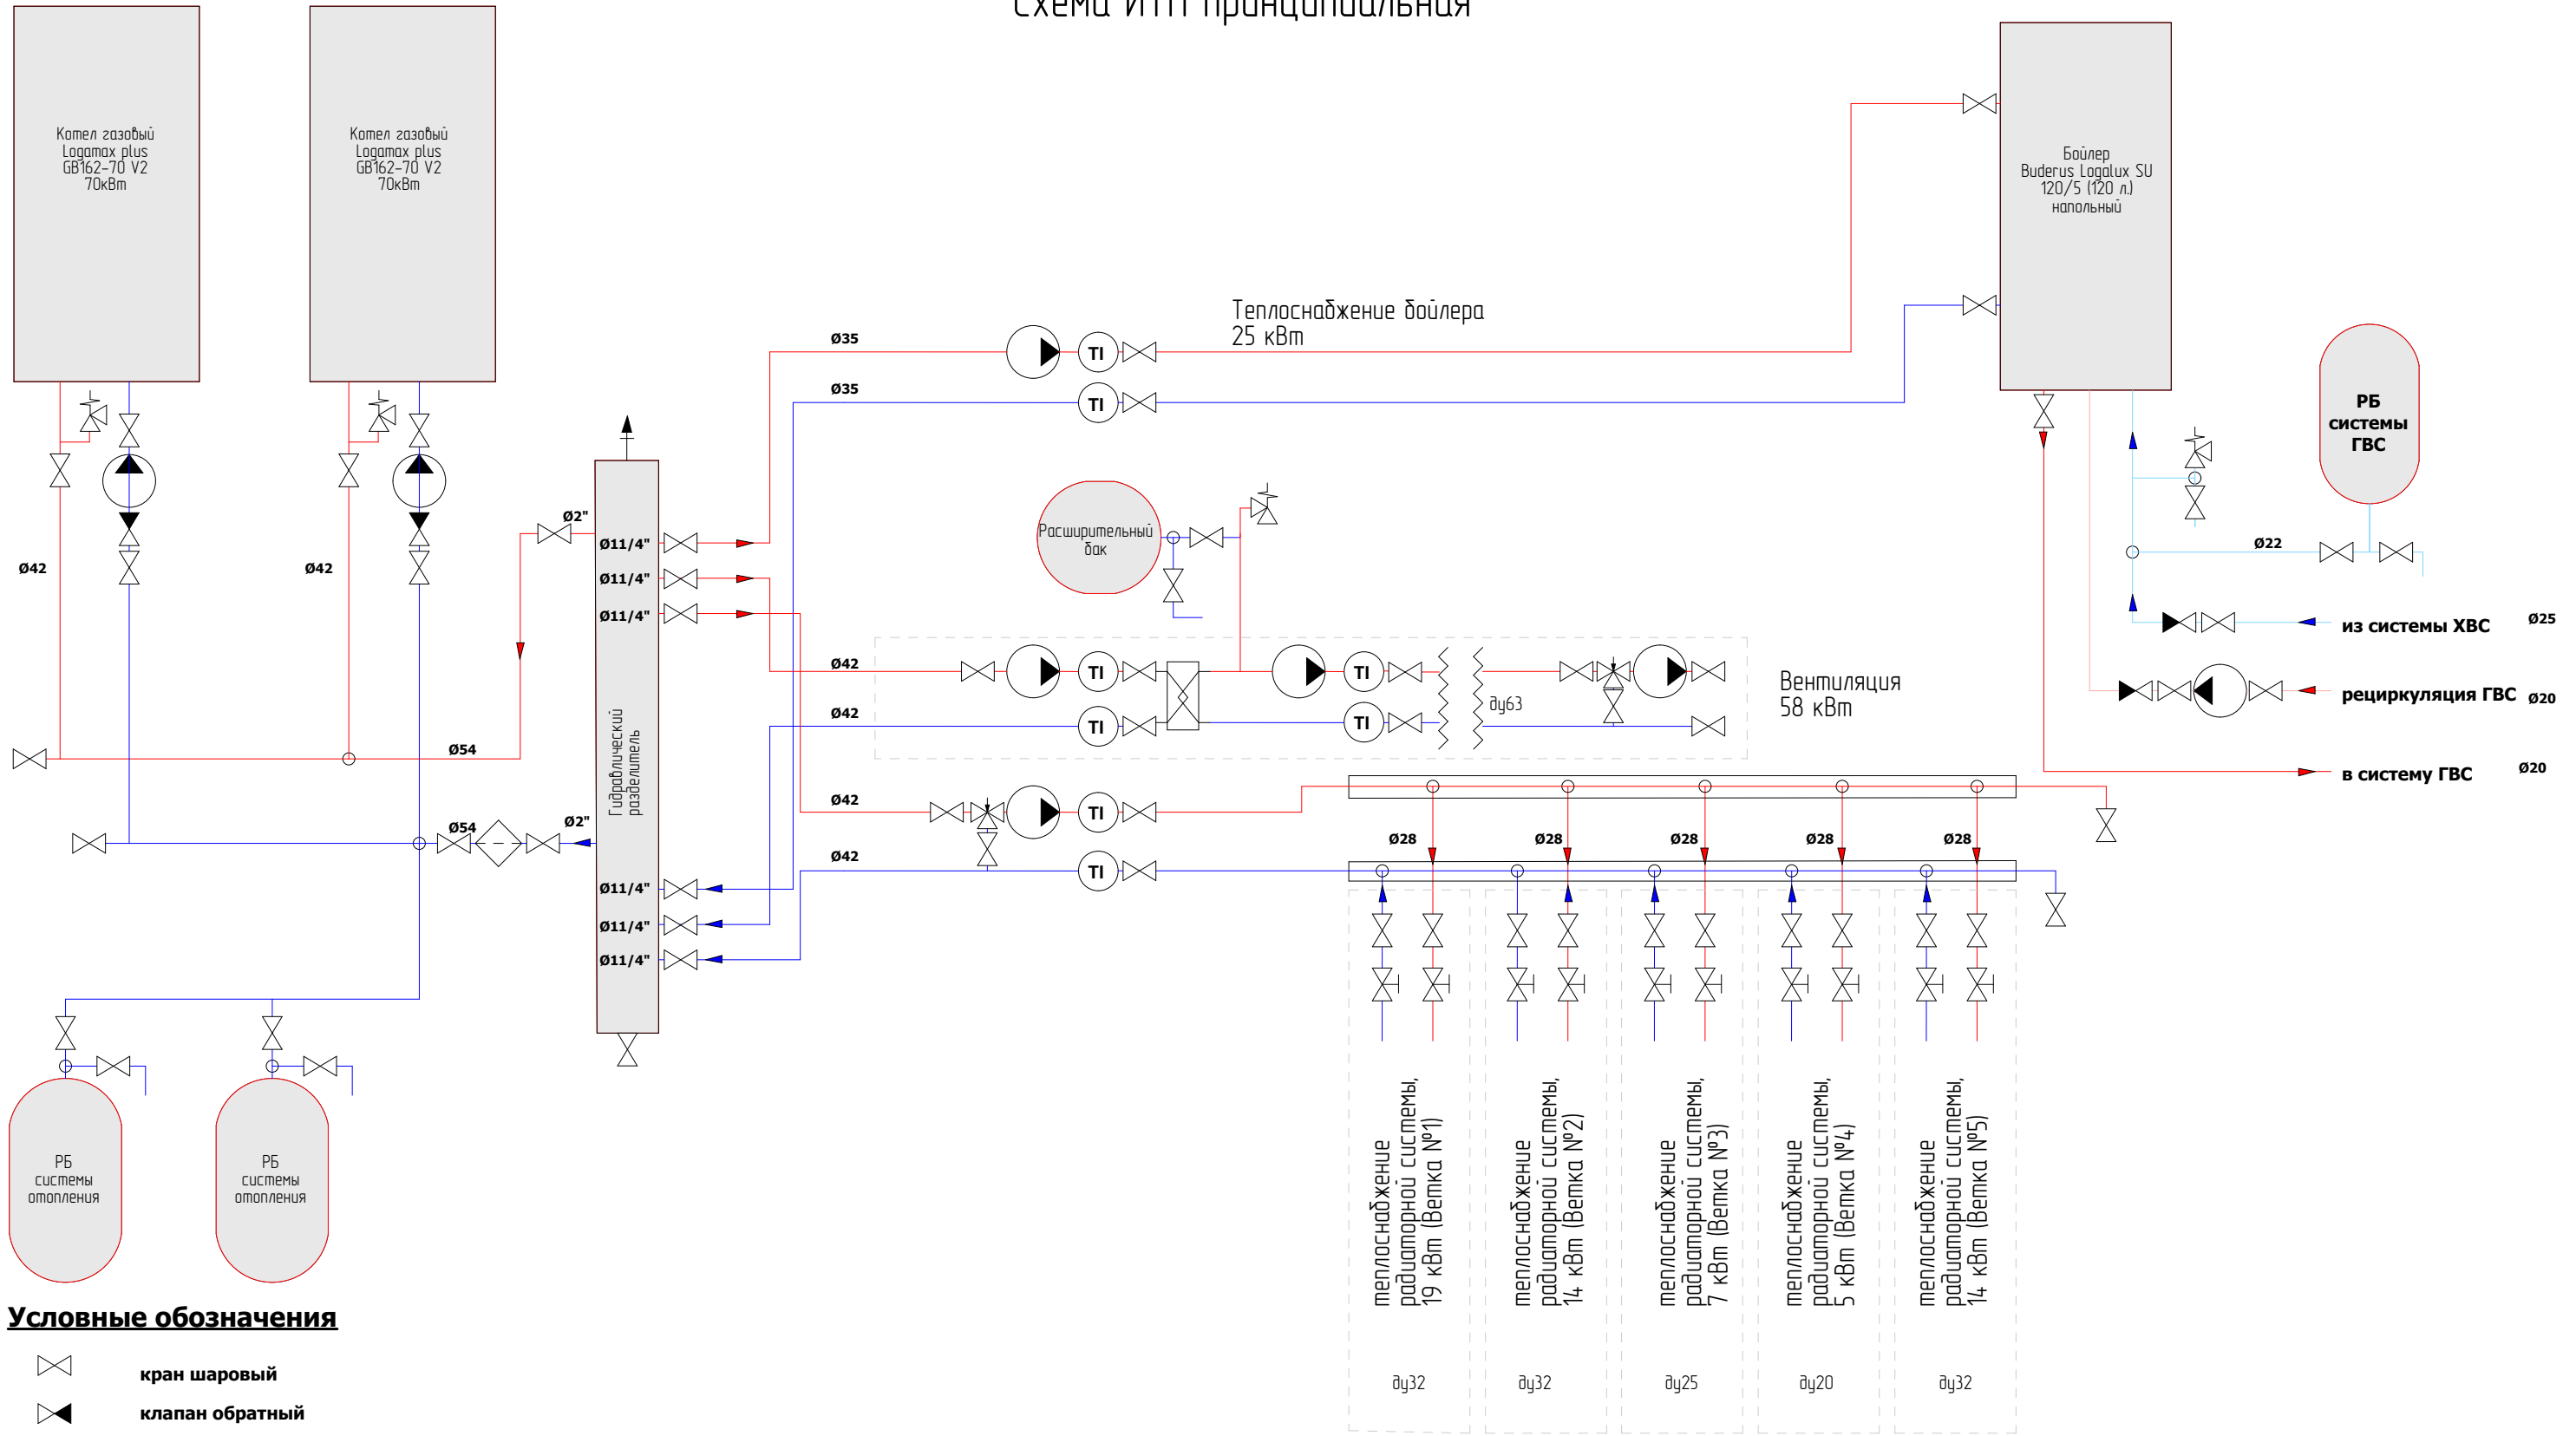 Схема ИТП принципиальная
Котел газовый
Logamax plus
GB162-70 V2
70кВт
Котел газовый
Logamax plus
GB162-70 V2
70кВт
Бойлер
Buderus Logalux SU
120/5 (120 л.)
напольный
Теплоснабжение бойлера
25 кВт
Ø35
TI
Ø35
TI
РБ
системы
ГВС
Ø2"
Ø11/4"
Ø11/4"
Ø11/4"
Ø42
Ø42
Расширительный
бак
Ø22
из системы ХВС
Ø25
Ø42
TI
TI
Ø42
TI
TI
ду63
Вентиляция
58 кВт
рециркуляция ГВС
Ø20
в систему ГВС
Ø20
Гидравлический
разделитель
Ø54
Ø54
Ø2"
Ø42
TI
Ø42
TI
Ø28
Ø28
Ø28
Ø28
Ø28
Ø11/4"
Ø11/4"
Ø11/4"
РБ
системы
отопления
РБ
системы
отопления
теплоснабжение
радиаторной системы,
19 кВт (Ветка №1)
теплоснабжение
радиаторной системы,
14 кВт (Ветка №2)
теплоснабжение
радиаторной системы,
7 кВт (Ветка №3)
теплоснабжение
радиаторной системы,
5 кВт (Ветка №4)
теплоснабжение
радиаторной системы,
14 кВт (Ветка №5)
ду32
ду32
ду25
ду20
ду32
Условные обозначения
кран шаровый
клапан обратный